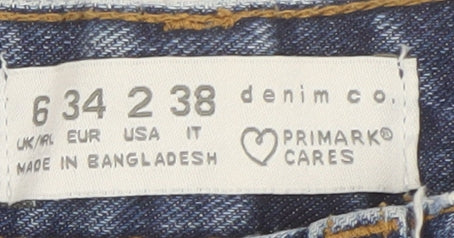 6 34 2 38 denim co.
UK/IRL EUR USA IT PRIMARK®
MADE IN BANGLADESH CARES